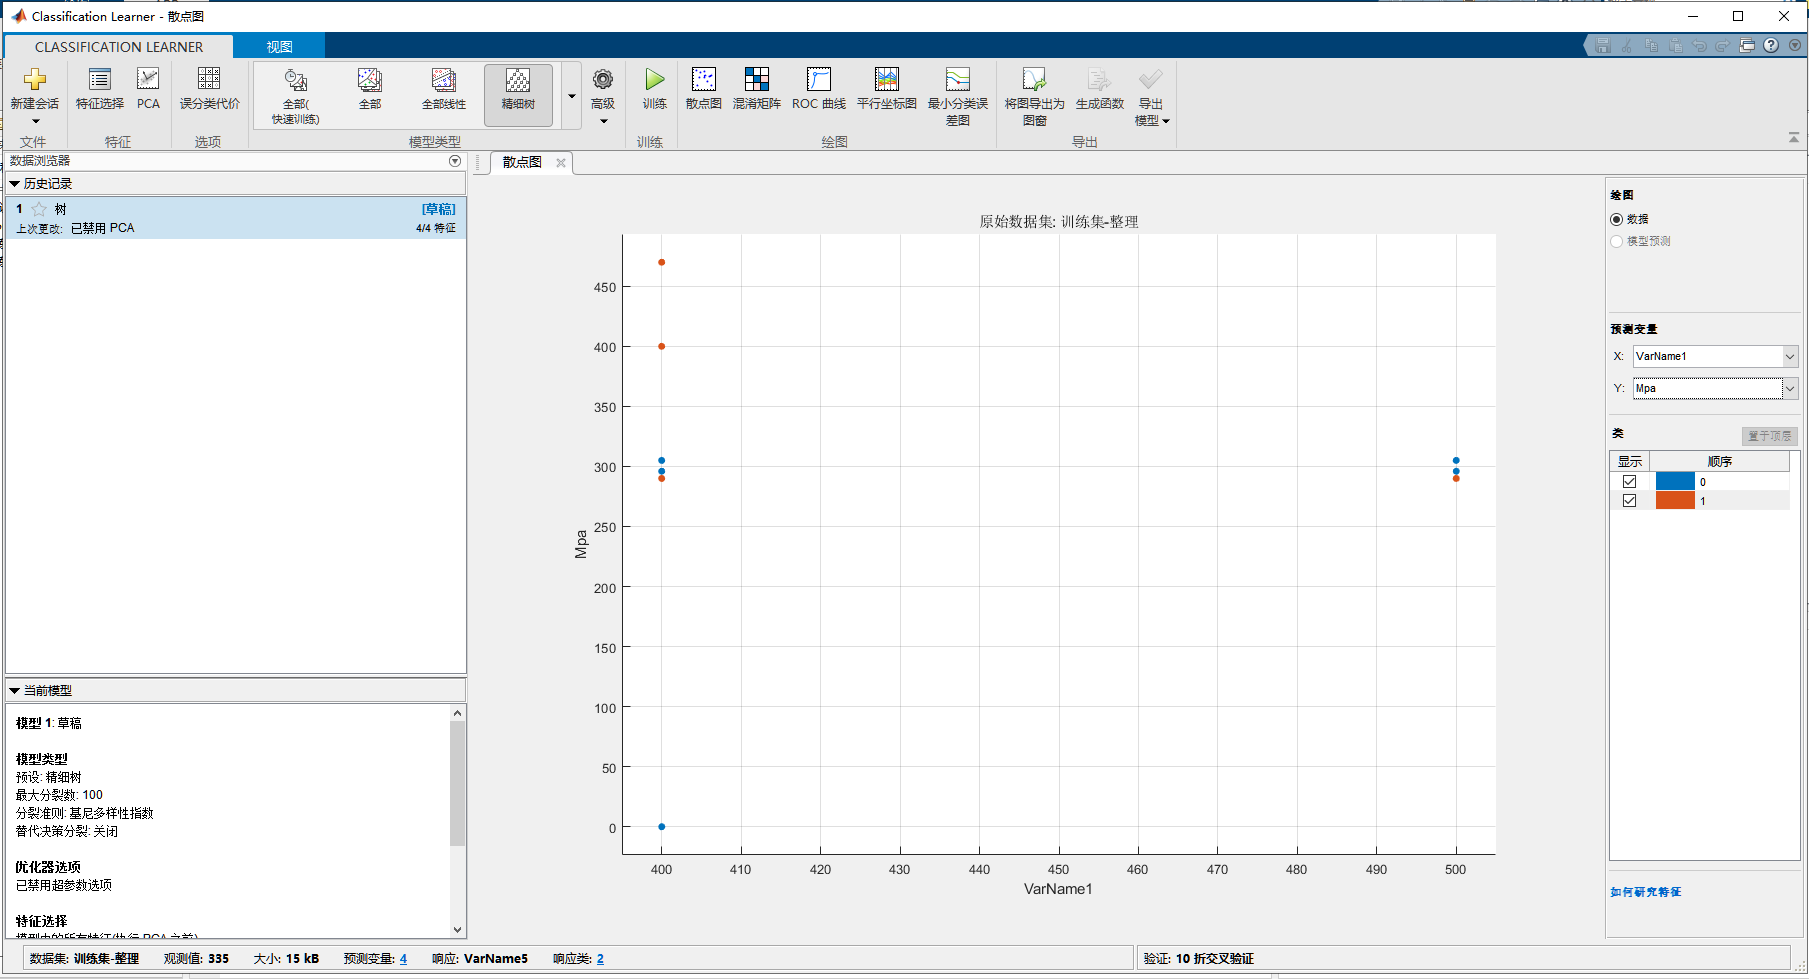 Classification Learner - 散点图
CLASSIFICATION LEARNER
视图
新建会话
特征选择
PCA
误分类代价
全部(
快速训练)
全部
全部线性
精细树
高级
训练
散点图
混淆矩阵
ROC 曲线
平行坐标图
最小分类误
差图
将图导出为
图窗
生成函数
导出
模型
文件
特征
选项
模型类型
训练
绘图
导出
数据浏览器
历史记录
1 树 [草稿]
上次更改: 已禁用 PCA 4/4 特征
当前模型
模型 1: 草稿
模型类型
预设: 精细树
最大分裂数: 100
分裂准则: 基尼多样性指数
替代决策分裂: 关闭
优化器选项
已禁用超参数选项
特征选择
模型中的所有特征(执行 PCA 之前)
散点图
原始数据集: 训练集-整理
450
400
350
300
250
200
150
100
50
0
Mpa
400 410 420 430 440 450 460 470 480 490 500
VarName1
绘图
数据
模型预测
预测变量
X: VarName1
Y: Mpa
类
置于顶层
显示 顺序
0
1
如何研究特征
数据集: 训练集-整理 观测值: 335 大小: 15 kB 预测变量: 4 响应: VarName5 响应类: 2
验证: 10 折交叉验证